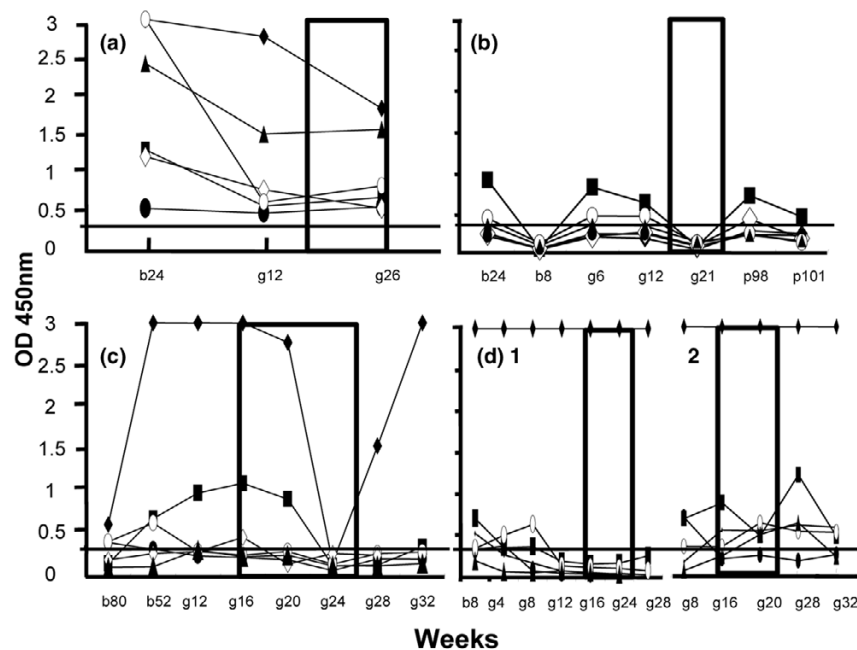 3
2.5
2
1.5
1
0.5
0
(a)
b24
g12
g26
(b)
b24 b8 g6 g12 g21 p98 p101
OD 450nm
3
2.5
2
1.5
1
0.5
0
(c)
b80 b52 g12 g16 g20 g24 g28 g32
(d) 1
b8 g4 g8 g12 g16 g24 g28
2
g8 g16 g20 g28 g32
Weeks